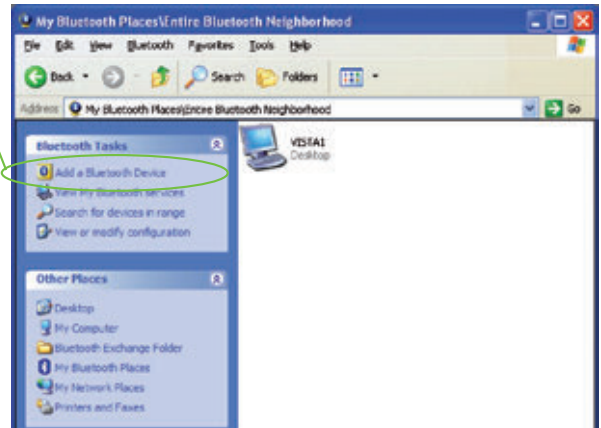 My Bluetooth Places\Entire Bluetooth Neighborhood
File Edit View Bluetooth Favorites Tools Help
Back Search Folders
Address My Bluetooth Places\Entire Bluetooth Neighborhood Go
Bluetooth Tasks
Add a Bluetooth Device
View My Bluetooth services
Search for devices in range
View or modify configuration
Other Places
Desktop
My Computer
Bluetooth Exchange Folder
My Bluetooth Places
My Network Places
Printers and Faxes
VISTA1
Desktop